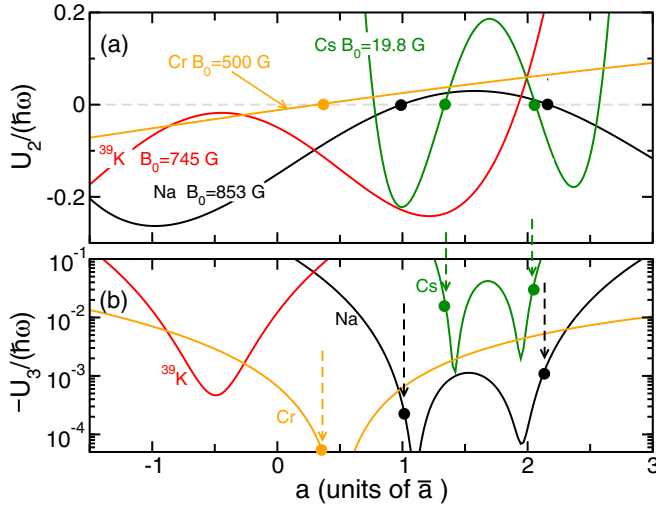 (a)
Cs B₀=19.8 G
Cr B₀=500 G
³⁹K B₀=745 G
Na B₀=853 G
U₂/(ħω)
0.2
0
-0.2
(b)
Cs
Na
³⁹K
Cr
−U₃/(ħω)
10⁻¹
10⁻²
10⁻³
10⁻⁴
-1 0 1 2 3
a (units of a̅ )